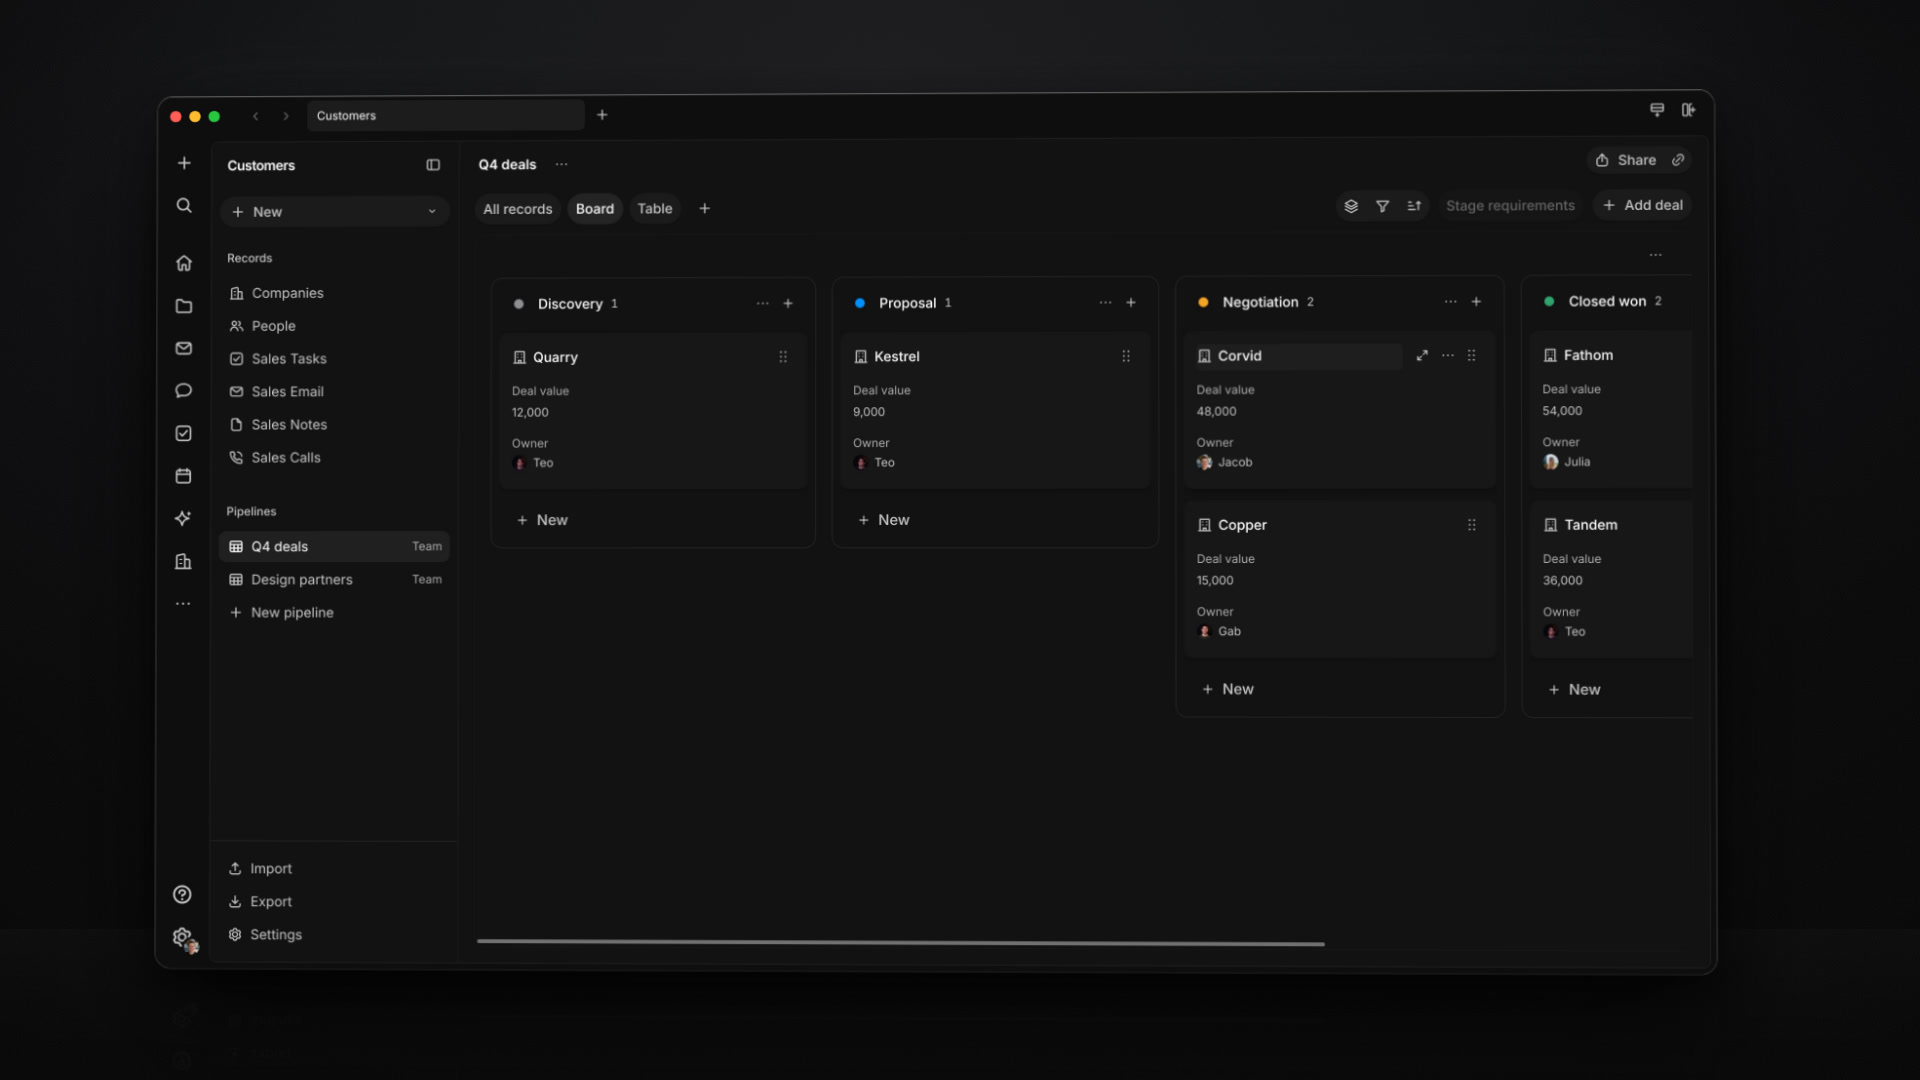 Customers
Customers
New
Records
Companies
People
Sales Tasks
Sales Email
Sales Notes
Sales Calls
Pipelines
Q4 deals Team
Design partners Team
New pipeline
Import
Export
Settings
Q4 deals
Share
All records Board Table
Stage requirements
Add deal
Discovery 1
Quarry
Deal value
12,000
Owner
Teo
New
Proposal 1
Kestrel
Deal value
9,000
Owner
Teo
New
Negotiation 2
Corvid
Deal value
48,000
Owner
Jacob
Copper
Deal value
15,000
Owner
Gab
New
Closed won 2
Fathom
Deal value
54,000
Owner
Julia
Tandem
Deal value
36,000
Owner
Teo
New